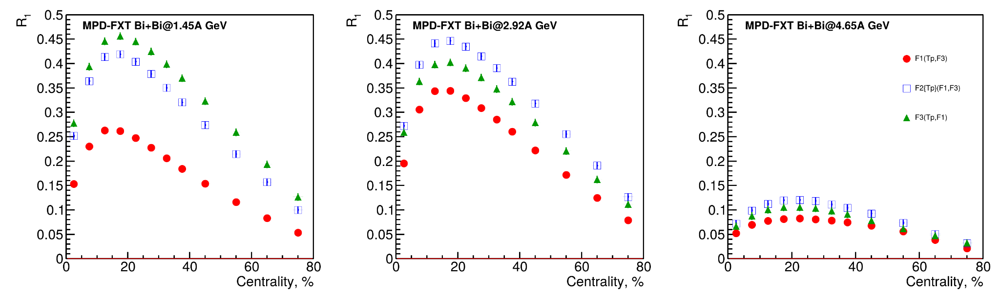 R1
MPD-FXT Bi+Bi@1.45A GeV
0.5
0.45
0.4
0.35
0.3
0.25
0.2
0.15
0.1
0.05
0
0 20 40 60 80
Centrality, %
R1
MPD-FXT Bi+Bi@2.92A GeV
0.5
0.45
0.4
0.35
0.3
0.25
0.2
0.15
0.1
0.05
0
0 20 40 60 80
Centrality, %
R1
MPD-FXT Bi+Bi@4.65A GeV
0.5
0.45
0.4
0.35
0.3
0.25
0.2
0.15
0.1
0.05
0
F1(Tp,F3)
F2{Tp}(F1,F3)
F3(Tp,F1)
0 20 40 60 80
Centrality, %